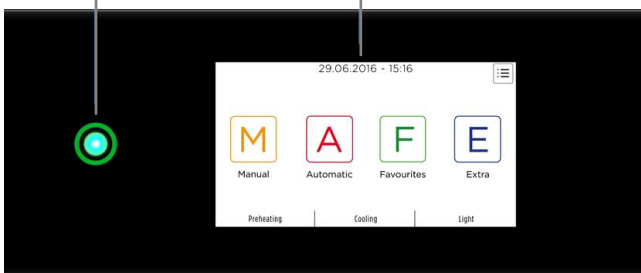 29.06.2016 - 15:16
M A F E
Manual Automatic Favourites Extra
Preheating Cooling Light